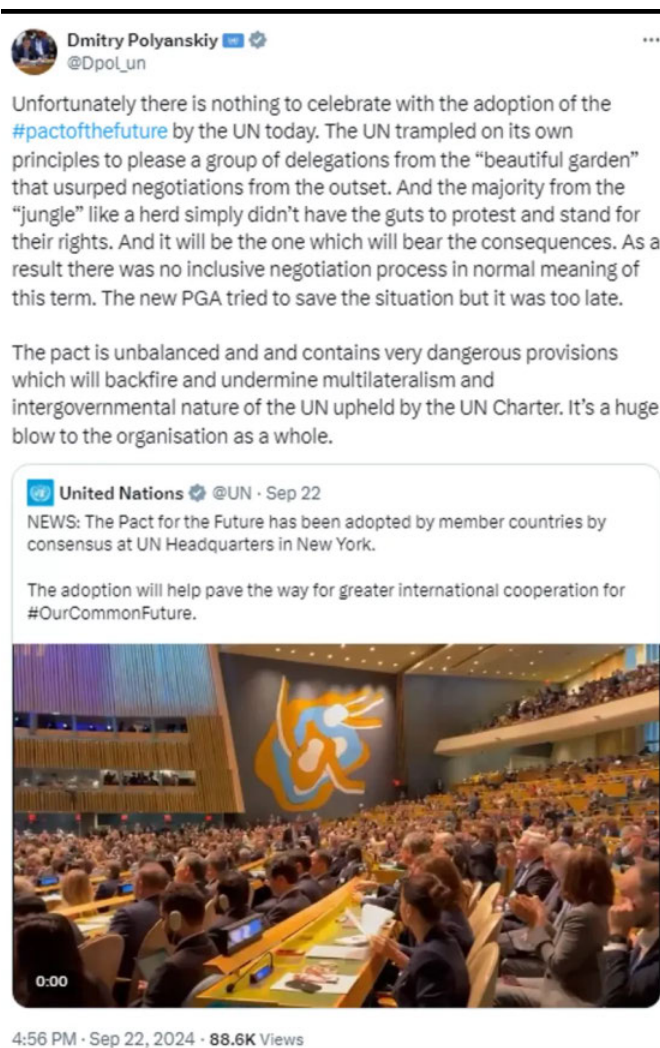 Dmitry Polyanskiy
@Dpol_un
Unfortunately there is nothing to celebrate with the adoption of the
#pactofthefuture by the UN today. The UN trampled on its own
principles to please a group of delegations from the “beautiful garden”
that usurped negotiations from the outset. And the majority from the
“jungle” like a herd simply didn’t have the guts to protest and stand for
their rights. And it will be the one which will bear the consequences. As a
result there was no inclusive negotiation process in normal meaning of
this term. The new PGA tried to save the situation but it was too late.
The pact is unbalanced and and contains very dangerous provisions
which will backfire and undermine multilateralism and
intergovernmental nature of the UN upheld by the UN Charter. It’s a huge
blow to the organisation as a whole.
United Nations @UN · Sep 22
NEWS: The Pact for the Future has been adopted by member countries by
consensus at UN Headquarters in New York.
The adoption will help pave the way for greater international cooperation for
#OurCommonFuture.
0:00
4:56 PM · Sep 22, 2024 · 88.6K Views